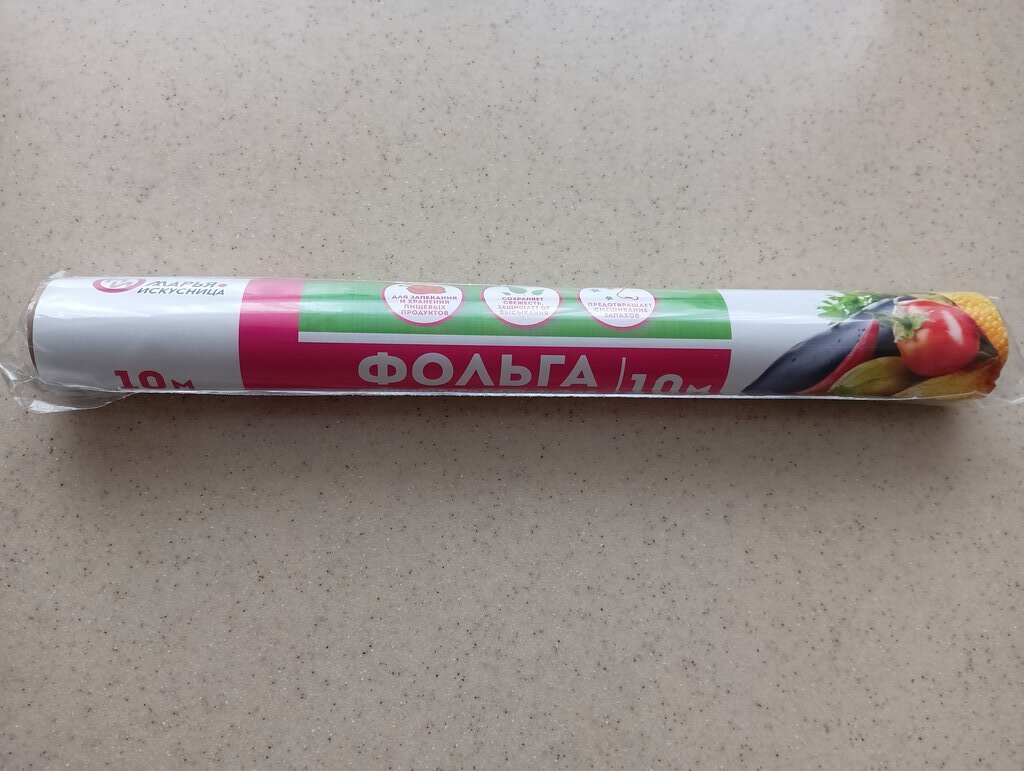 МАРЬЯ
ИСКУСНИЦА
10м
ДЛЯ ЗАПЕКАНИЯ
И ХРАНЕНИЯ
ПИЩЕВЫХ
ПРОДУКТОВ
СОХРАНЯЕТ
СВЕЖЕСТЬ,
ЗАЩИЩАЕТ ОТ
ВЫСЫХАНИЯ
ПРЕДОТВРАЩАЕТ
СМЕШИВАНИЕ
ЗАПАХОВ
ФОЛЬГА 10м